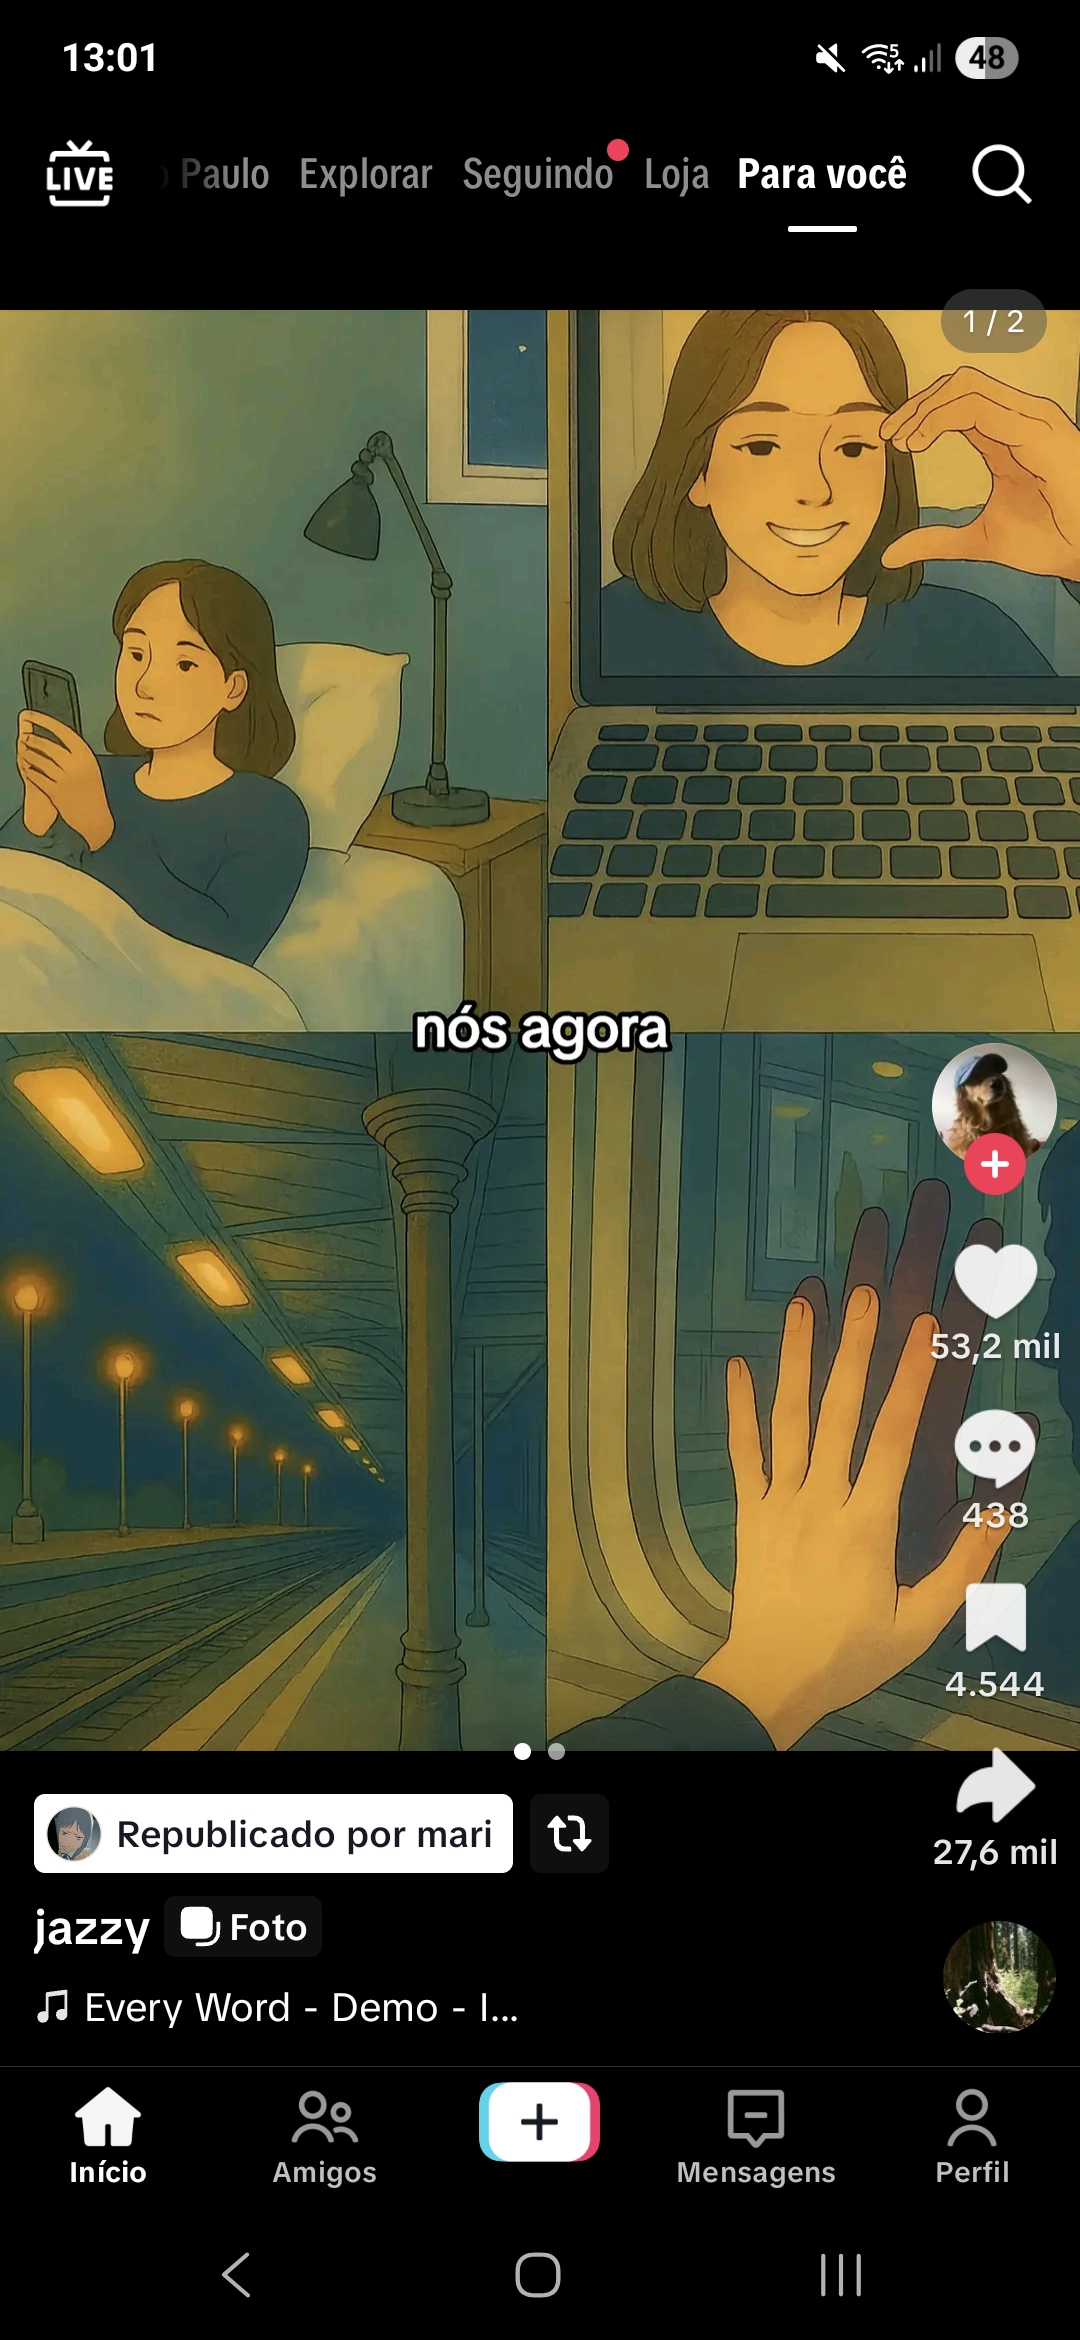 13:01
5
48
LIVE
Paulo Explorar Seguindo Loja Para você
1 / 2
nós agora
53,2 mil
438
4.544
27,6 mil
Republicado por mari
jazzy Foto
Every Word - Demo - I...
Início Amigos Mensagens Perfil